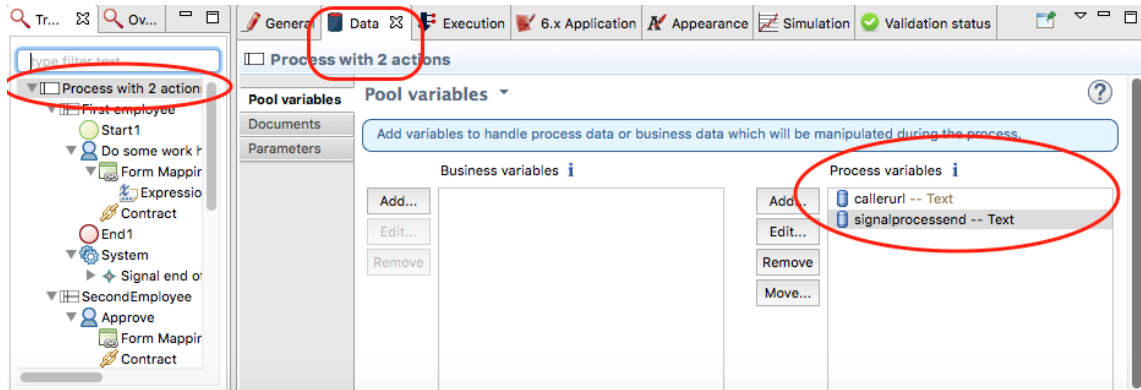 Tr...
Ov...
General
Data
Execution
6.x Application
Appearance
Simulation
Validation status
type filter text
Process with 2 action
First employee
Start1
Do some work h
Form Mappin
Expressio
Contract
End1
System
Signal end of
SecondEmployee
Approve
Form Mappin
Contract
Process with 2 actions
Pool variables
Documents
Parameters
Pool variables
Add variables to handle process data or business data which will be manipulated during the process.
Business variables
Add...
Edit...
Remove
Process variables
Add...
Edit...
Remove
Move...
callerurl -- Text
signalprocessend -- Text